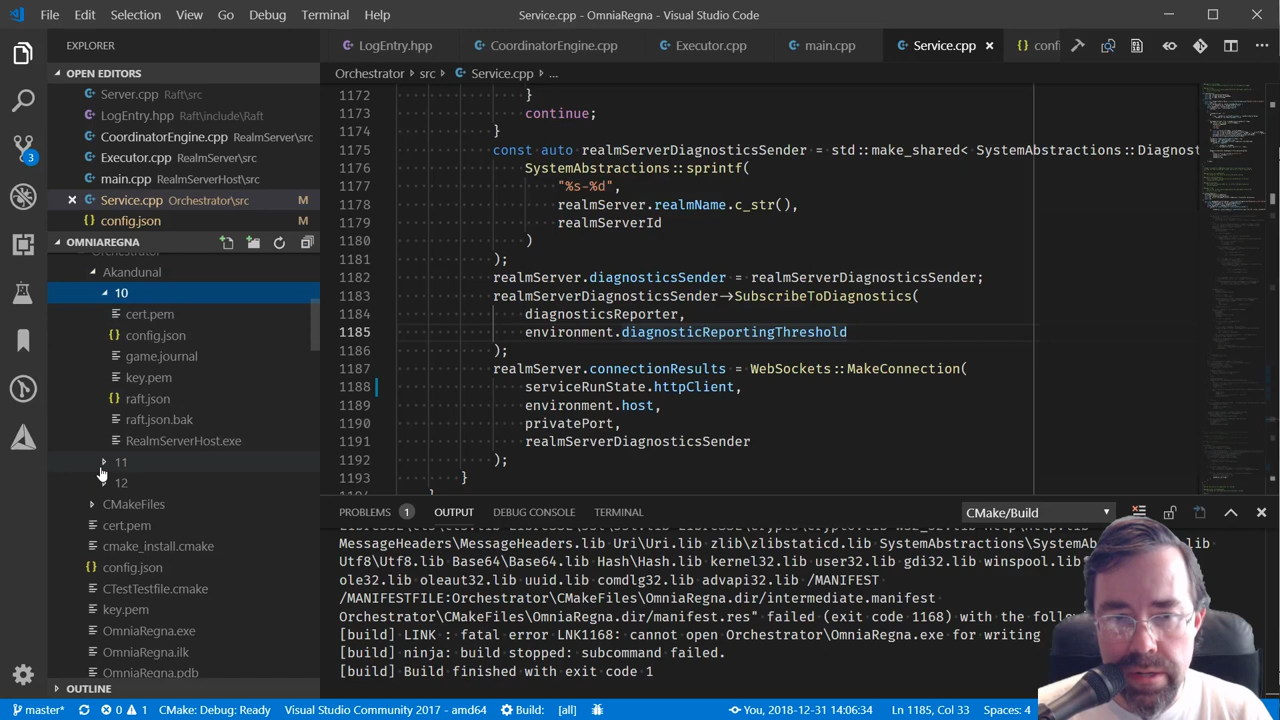 File Edit Selection View Go Debug Terminal Help Service.cpp - OmniaRegna - Visual Studio Code
EXPLORER
OPEN EDITORS
Server.cpp Raft\src
LogEntry.hpp Raft\include\Raft
CoordinatorEngine.cpp RealmServer\src
Executor.cpp RealmServer\src
main.cpp RealmServerHost\src
Service.cpp Orchestrator\src M
config.json M
OMNIAREGNA
Akandunal
10
cert.pem
config.json
game.journal
key.pem
raft.json
raft.json.bak
RealmServerHost.exe
11
12
CMakeFiles
cert.pem
cmake_install.cmake
config.json
CTestTestfile.cmake
key.pem
OmniaRegna.exe
OmniaRegna.ilk
OmniaRegna.pdb
OUTLINE
LogEntry.hpp CoordinatorEngine.cpp Executor.cpp main.cpp Service.cpp confi
Orchestrator src Service.cpp ...
1172 }
1173 continue;
1174 }
1175 const auto realmServerDiagnosticsSender = std::make_shared< SystemAbstractions::Diagnost
1176 SystemAbstractions::sprintf(
1177 "%s-%d",
1178 realmServer.realmName.c_str(),
1179 realmServerId
1180 )
1181 );
1182 realmServer.diagnosticsSender = realmServerDiagnosticsSender;
1183 realmServerDiagnosticsSender->SubscribeToDiagnostics(
1184 diagnosticsReporter,
1185 environment.diagnosticReportingThreshold
1186 );
1187 realmServer.connectionResults = WebSockets::MakeConnection(
1188 serviceRunState.httpClient,
1189 environment.host,
1190 privatePort,
1191 realmServerDiagnosticsSender
1192 );
1193 }
PROBLEMS 1 OUTPUT DEBUG CONSOLE TERMINAL CMake/Build
MessageHeaders\MessageHeaders.lib Uri\Uri.lib zlib\zlibstaticd.lib SystemAbstractions\SystemA
Utf8\Utf8.lib Base64\Base64.lib Hash\Hash.lib kernel32.lib user32.lib gdi32.lib winspool.lib
ole32.lib oleaut32.lib uuid.lib comdlg32.lib advapi32.lib /MANIFEST
/MANIFESTFILE:Orchestrator\CMakeFiles\OmniaRegna.dir/intermediate.manifest
Orchestrator\CMakeFiles\OmniaRegna.dir/manifest.res" failed (exit code 1168) with the follo
[build] LINK : fatal error LNK1168: cannot open Orchestrator\OmniaRegna.exe for writing
[build] ninja: build stopped: subcommand failed.
[build] Build finished with exit code 1
master* 0 1 CMake: Debug: Ready Visual Studio Community 2017 - amd64 Build: [all] You, 2018-12-31 14:06:34 Ln 1185, Col 33 Spaces: 4